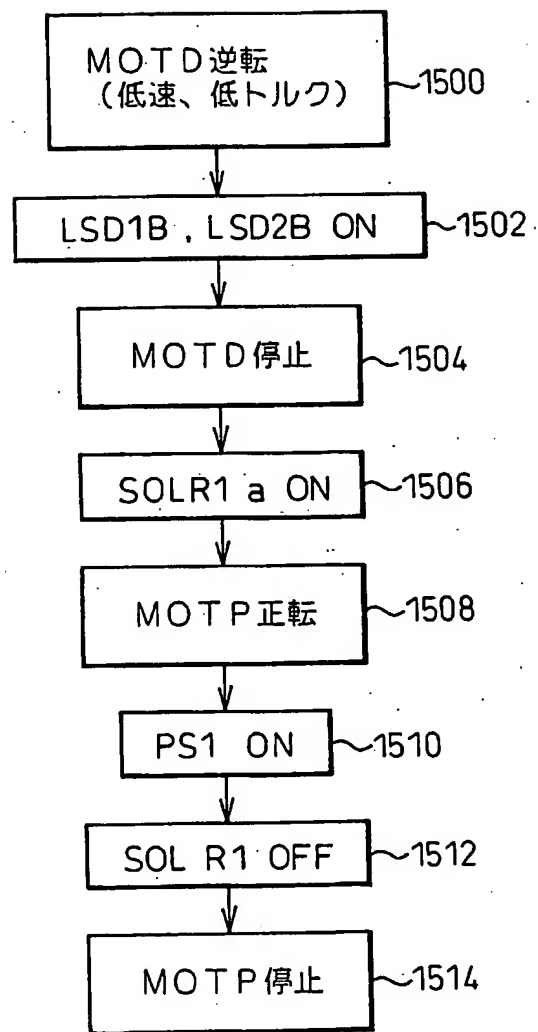 MOTD逆転
(低速、低トルク)
1500
LSD1B, LSD2B ON
1502
MOTD停止
1504
SOLR1 a ON
1506
MOTP正転
1508
PS1 ON
1510
SOL R1 OFF
1512
MOTP停止
1514